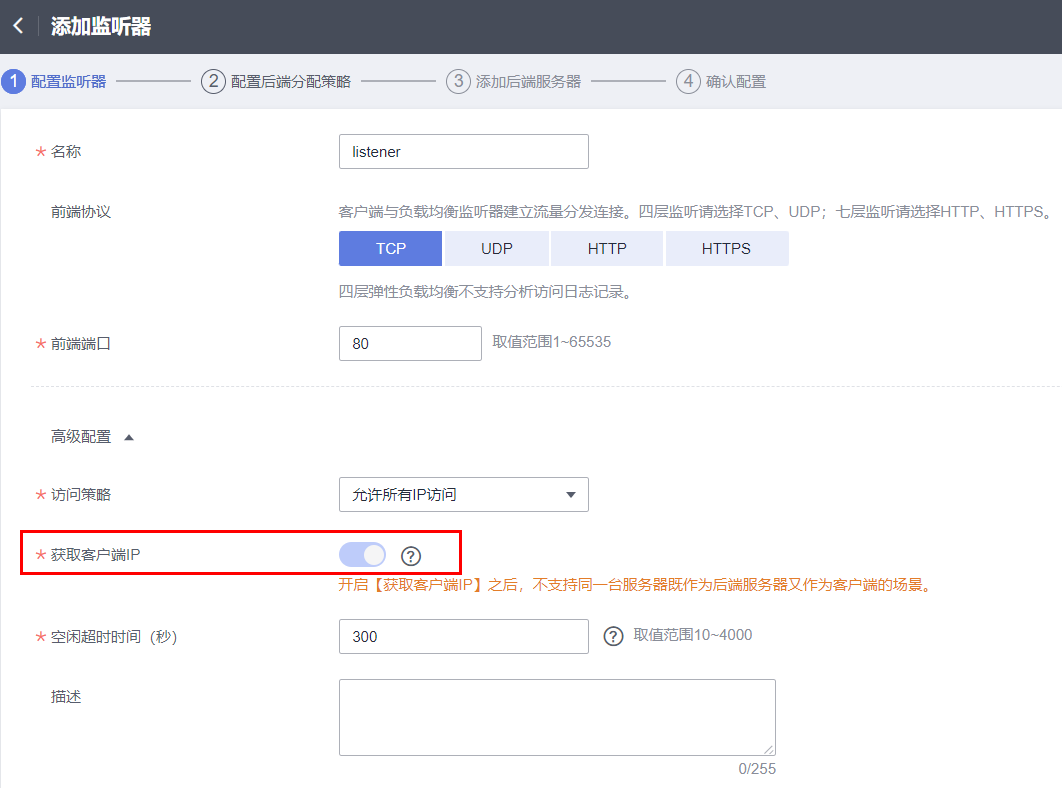 添加监听器
1 配置监听器 2 配置后端分配策略 3 添加后端服务器 4 确认配置
* 名称 listener
前端协议 客户端与负载均衡监听器建立流量分发连接。四层监听请选择TCP、UDP；七层监听请选择HTTP、HTTPS。
TCP UDP HTTP HTTPS
四层弹性负载均衡不支持分析访问日志记录。
* 前端端口 80 取值范围1~65535
高级配置
* 访问策略 允许所有IP访问
* 获取客户端IP ?
开启【获取客户端IP】之后，不支持同一台服务器既作为后端服务器又作为客户端的场景。
* 空闲超时时间（秒） 300 ? 取值范围10~4000
描述
0/255